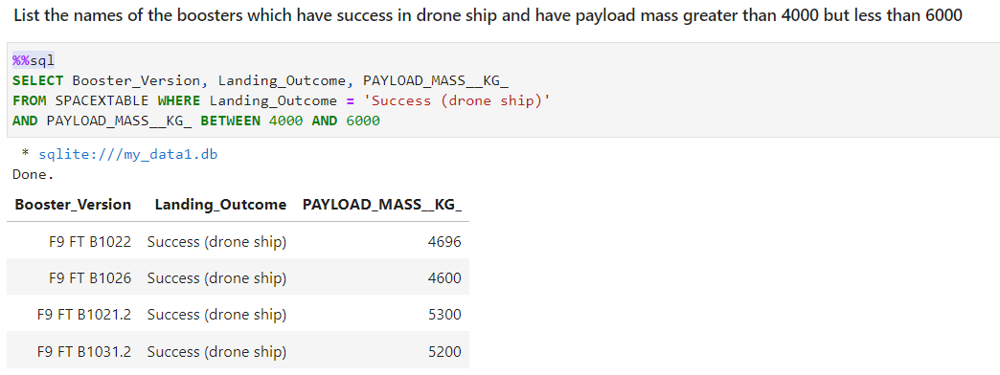 List the names of the boosters which have success in drone ship and have payload mass greater than 4000 but less than 6000
%%sql
SELECT Booster_Version, Landing_Outcome, PAYLOAD_MASS__KG_
FROM SPACEXTABLE WHERE Landing_Outcome = 'Success (drone ship)'
AND PAYLOAD_MASS__KG_ BETWEEN 4000 AND 6000
* sqlite:///my_data1.db
Done.
Booster_Version Landing_Outcome PAYLOAD_MASS__KG_
F9 FT B1022 Success (drone ship) 4696
F9 FT B1026 Success (drone ship) 4600
F9 FT B1021.2 Success (drone ship) 5300
F9 FT B1031.2 Success (drone ship) 5200